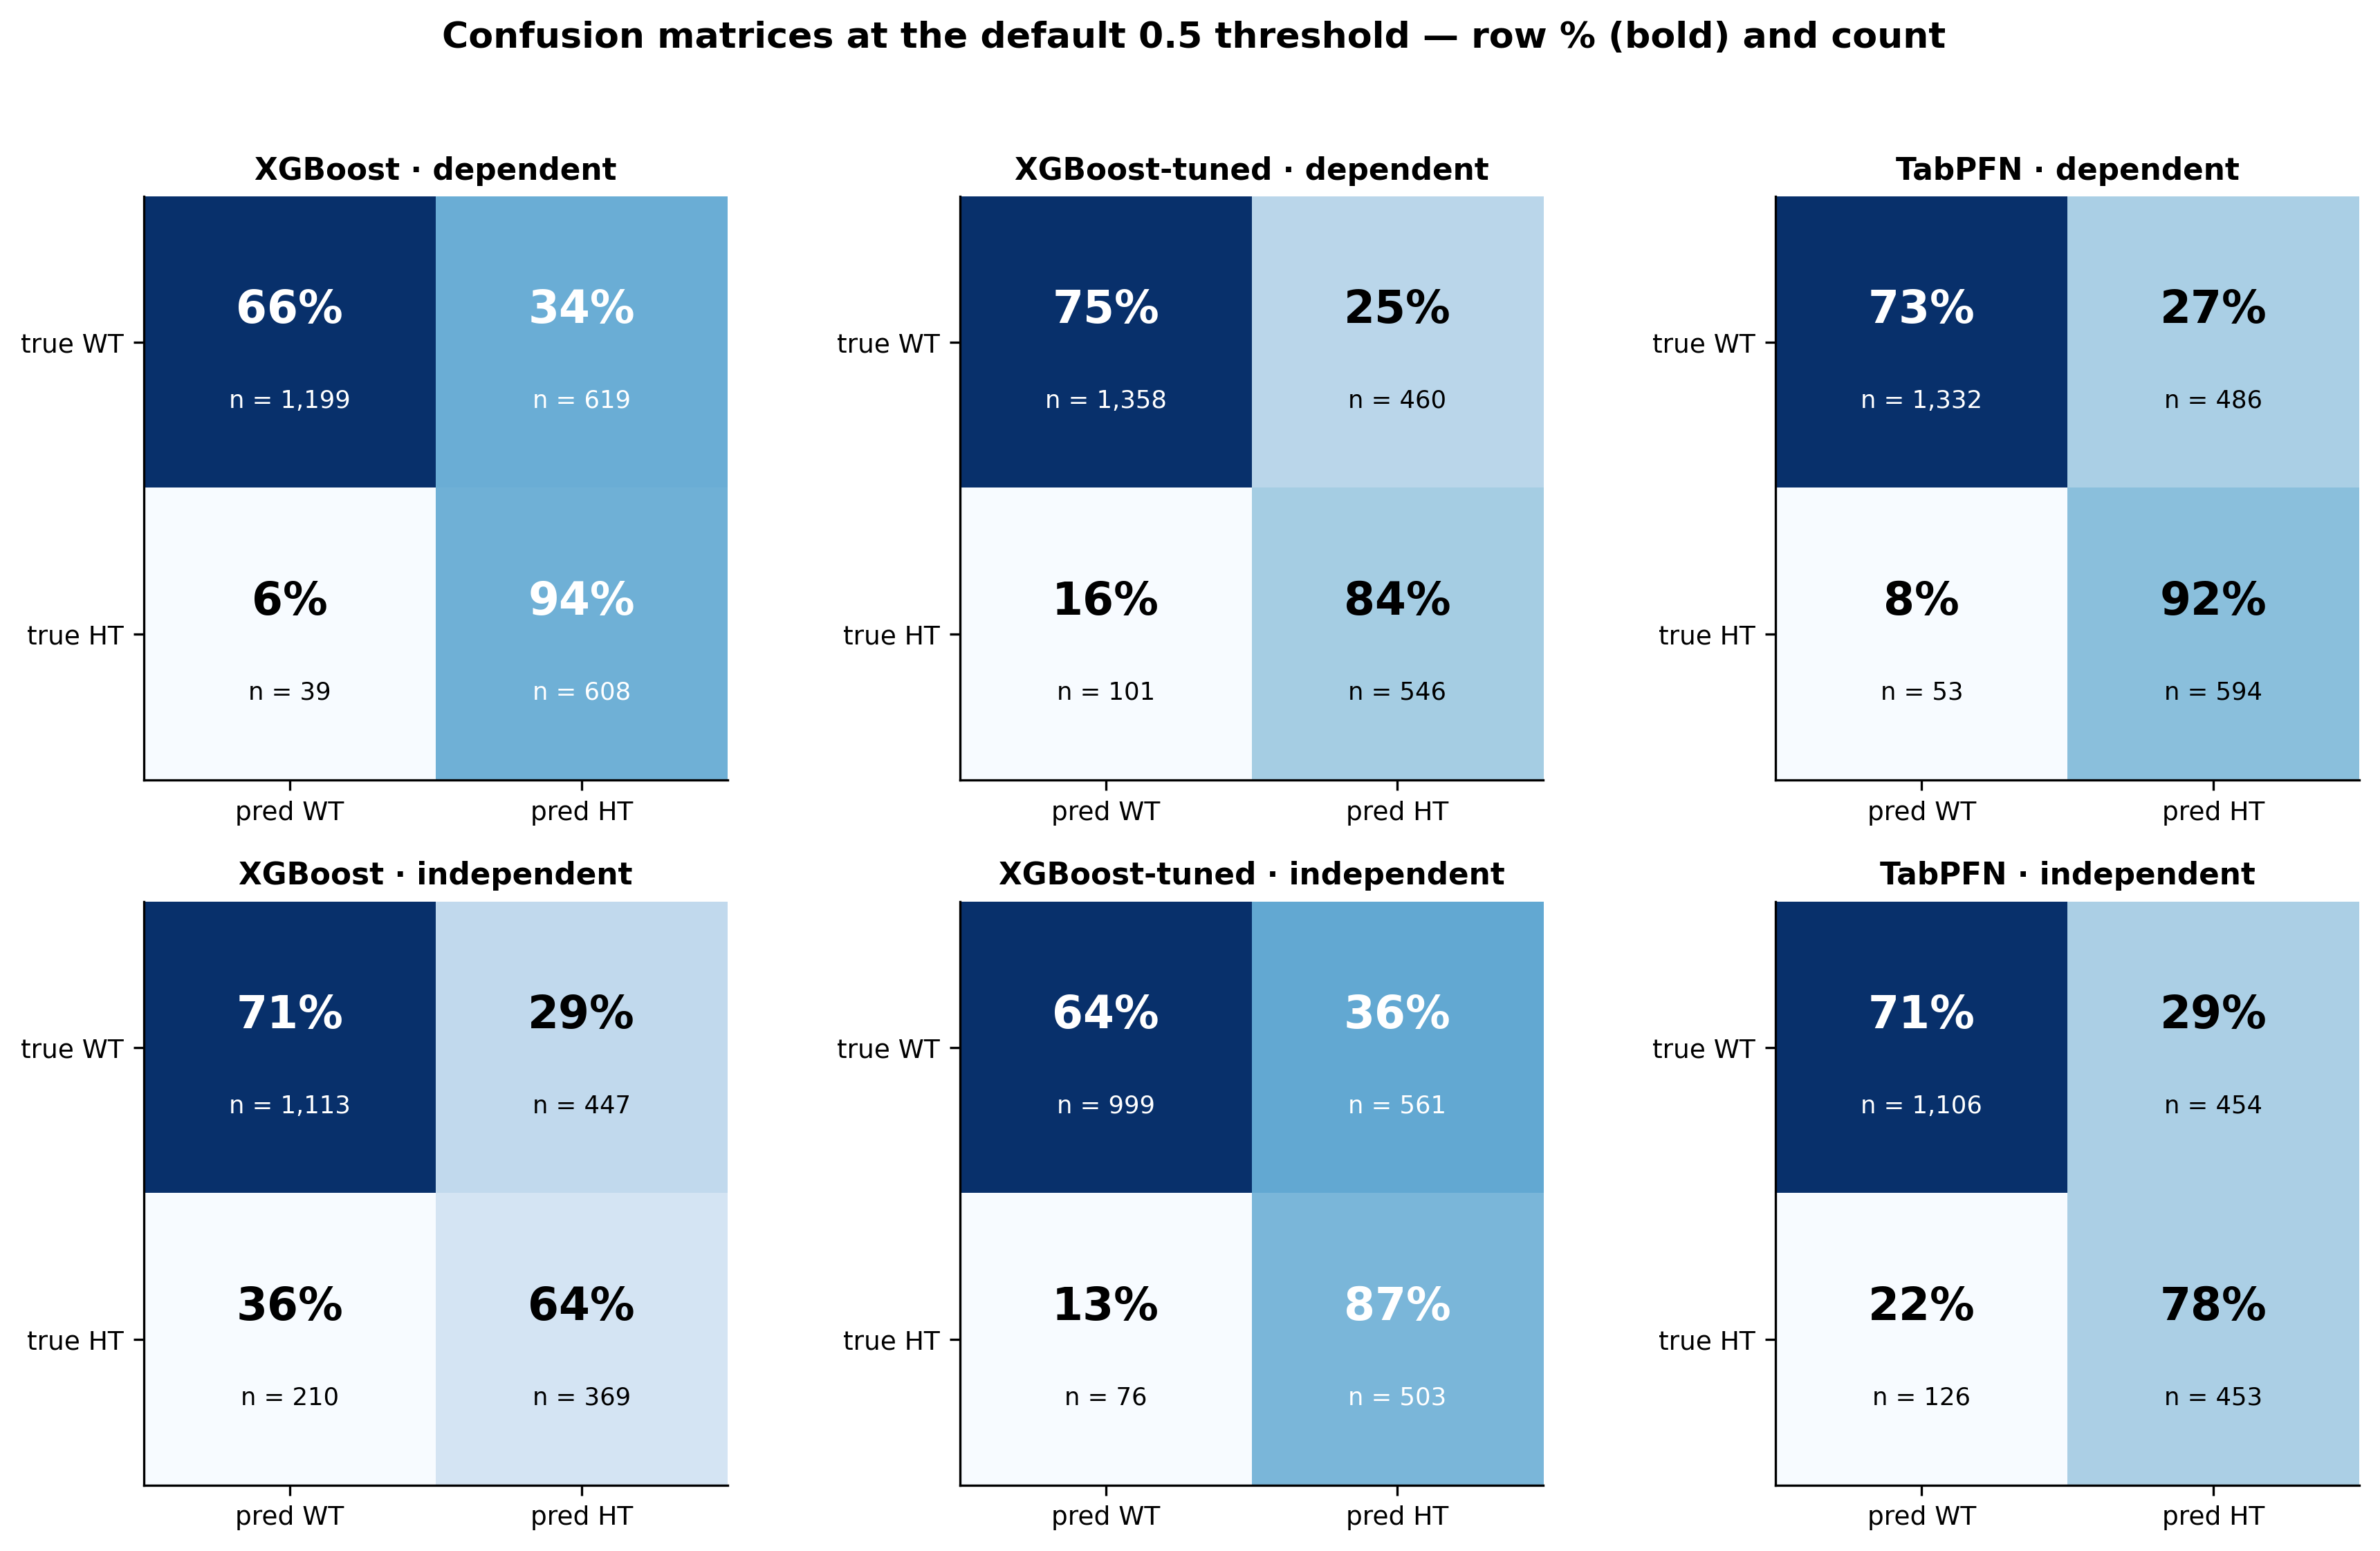 Confusion matrices at the default 0.5 threshold — row % (bold) and count
XGBoost · dependent
66%
34%
true WT
n = 1,199
n = 619
6%
94%
true HT
n = 39
n = 608
pred WT
pred HT
XGBoost-tuned · dependent
75%
25%
true WT
n = 1,358
n = 460
16%
84%
true HT
n = 101
n = 546
pred WT
pred HT
TabPFN · dependent
73%
27%
true WT
n = 1,332
n = 486
8%
92%
true HT
n = 53
n = 594
pred WT
pred HT
XGBoost · independent
71%
29%
true WT
n = 1,113
n = 447
36%
64%
true HT
n = 210
n = 369
pred WT
pred HT
XGBoost-tuned · independent
64%
36%
true WT
n = 999
n = 561
13%
87%
true HT
n = 76
n = 503
pred WT
pred HT
TabPFN · independent
71%
29%
true WT
n = 1,106
n = 454
22%
78%
true HT
n = 126
n = 453
pred WT
pred HT